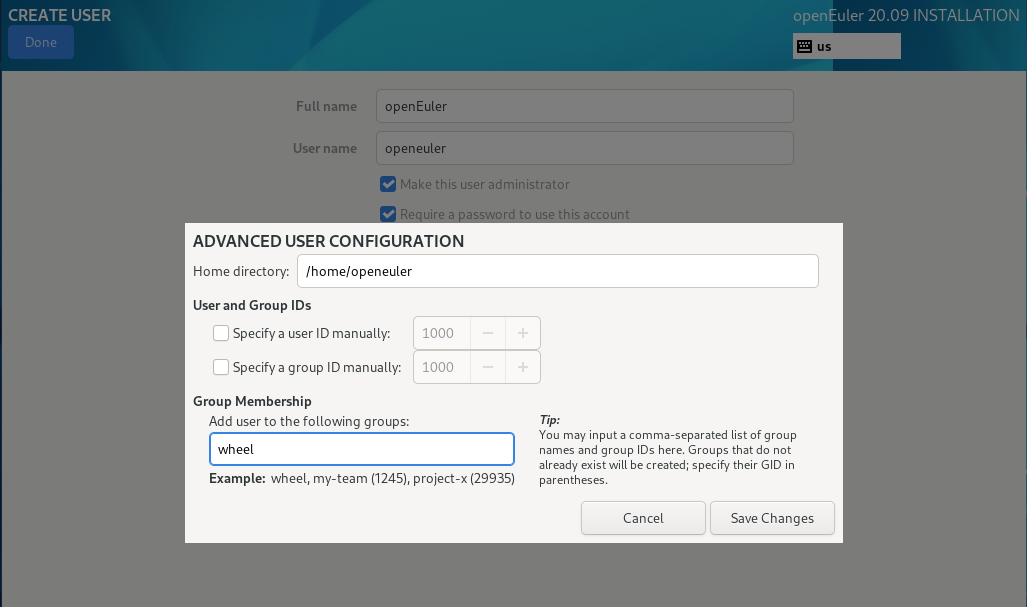 CREATE USER
openEuler 20.09 INSTALLATION
Done
us
Full name
openEuler
User name
openeuler
Make this user administrator
Require a password to use this account
ADVANCED USER CONFIGURATION
Home directory: /home/openeuler
User and Group IDs
Specify a user ID manually: 1000 − +
Specify a group ID manually: 1000 − +
Group Membership
Add user to the following groups:
wheel
Example: wheel, my-team (1245), project-x (29935)
Tip:
You may input a comma-separated list of group
names and group IDs here. Groups that do not
already exist will be created; specify their GID in
parentheses.
Cancel
Save Changes